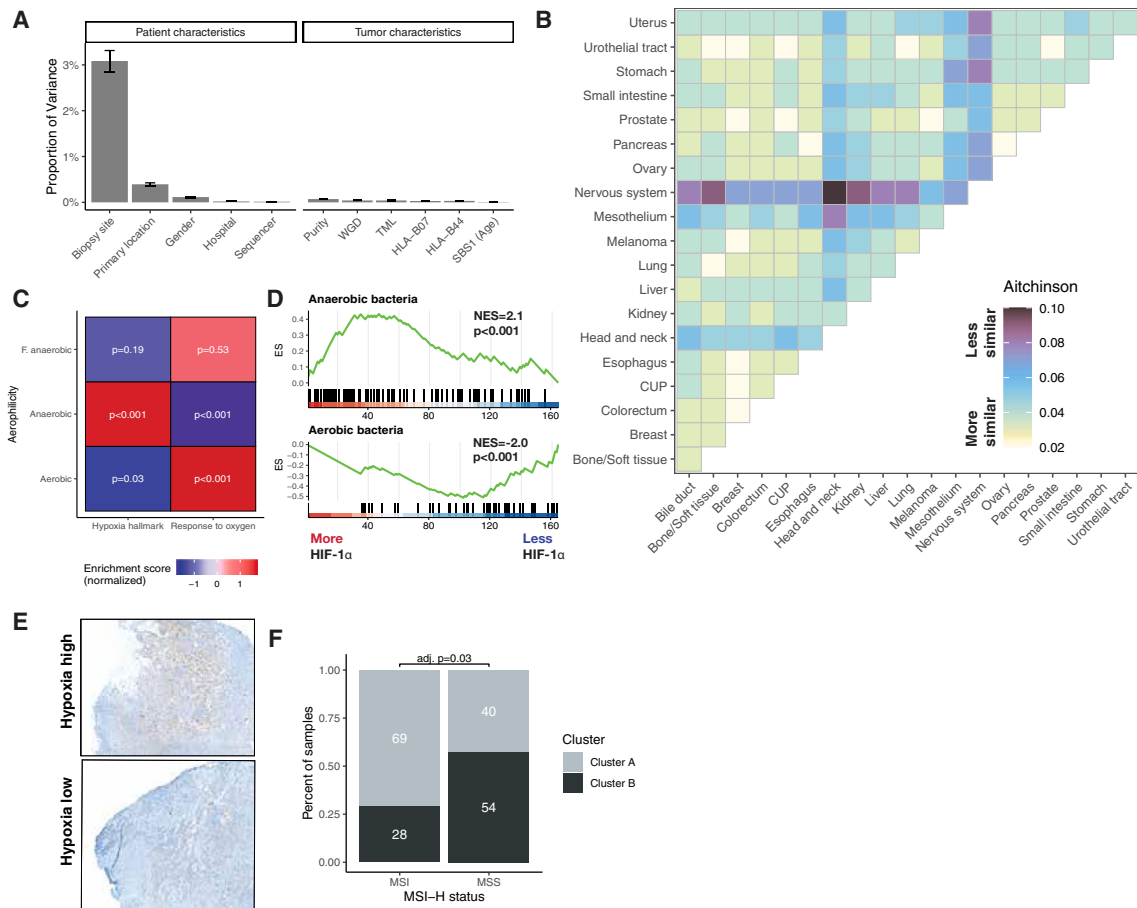 A
Patient characteristics
Tumor characteristics
Proportion of Variance
3%
2%
1%
0%
Biopsy site
Primary location
Gender
Hospital
Sequencer
Purity
WGD
TML
HLA−B07
HLA−B44
SBS1 (Age)
B
Uterus
Urothelial tract
Stomach
Small intestine
Prostate
Pancreas
Ovary
Nervous system
Mesothelium
Melanoma
Lung
Liver
Kidney
Head and neck
Esophagus
CUP
Colorectum
Breast
Bone/Soft tissue
Bile duct
Bone/Soft tissue
Breast
Colorectum
CUP
Esophagus
Head and neck
Kidney
Liver
Lung
Melanoma
Mesothelium
Nervous system
Ovary
Pancreas
Prostate
Small intestine
Stomach
Urothelial tract
Aitchinson
Less
similar
More
similar
0.10
0.08
0.06
0.04
0.02
C
Aerophilicity
F. anaerobic
Anaerobic
Aerobic
p=0.19
p=0.53
p<0.001
p<0.001
p=0.03
p<0.001
Hypoxia hallmark
Response to oxygen
Enrichment score
(normalized)
−1
0
1
D
Anaerobic bacteria
NES=2.1
p<0.001
ES
0.4
0.3
0.2
0.1
0.0
40
80
120
160
Aerobic bacteria
NES=-2.0
p<0.001
ES
0.0
−0.1
−0.2
−0.3
−0.4
−0.5
40
80
120
160
More
HIF-1α
Less
HIF-1α
E
Hypoxia high
Hypoxia low
F
adj. p=0.03
Percent of samples
1.00
0.75
0.50
0.25
0.00
69
28
40
54
MSI
MSS
MSI−H status
Cluster
Cluster A
Cluster B